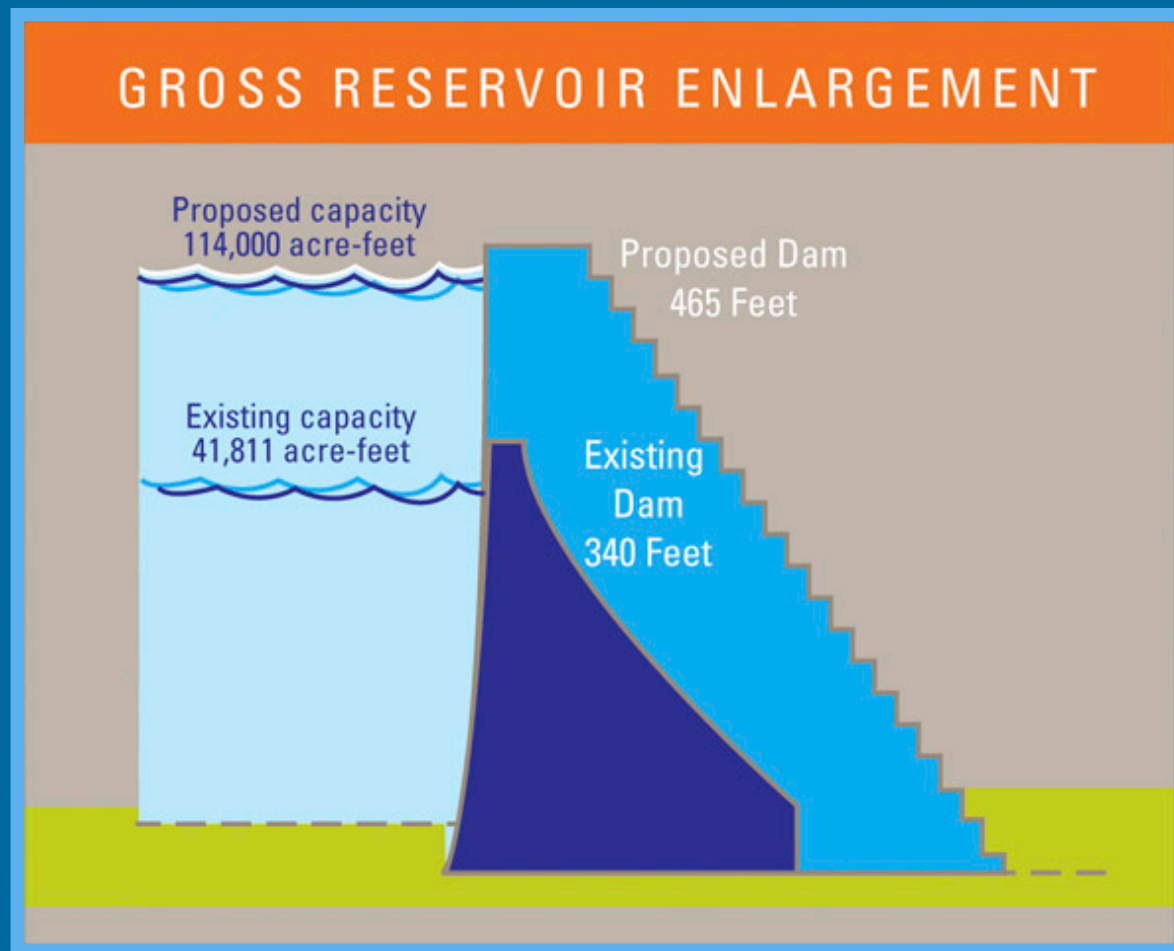 GROSS RESERVOIR ENLARGEMENT
Proposed capacity
114,000 acre-feet
Proposed Dam
465 Feet
Existing capacity
41,811 acre-feet
Existing
Dam
340 Feet